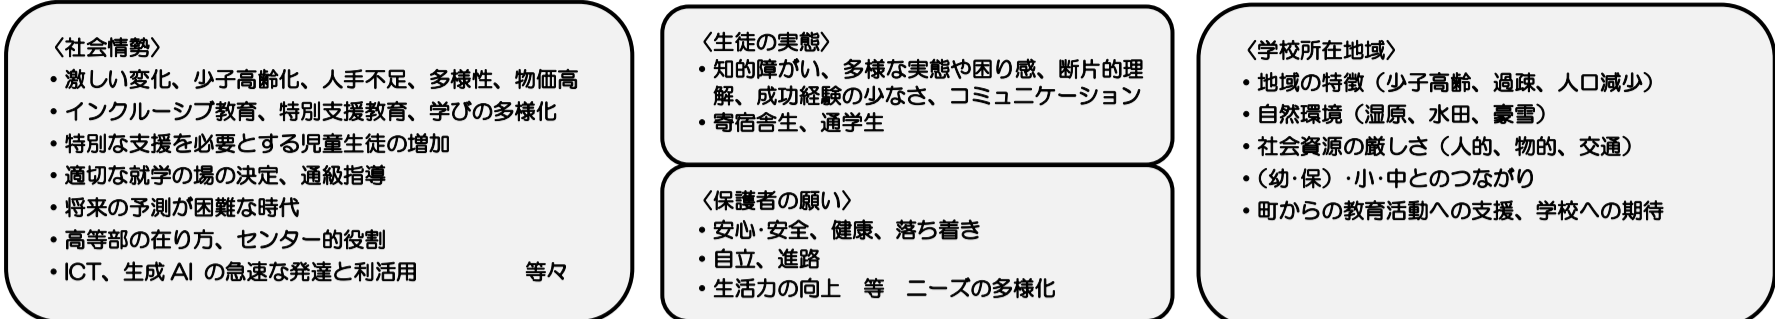 〈社会情勢〉
・激しい変化、少子高齢化、人手不足、多様性、物価高
・インクルーシブ教育、特別支援教育、学びの多様化
・特別な支援を必要とする児童生徒の増加
・適切な就学の場の決定、通級指導
・将来の予測が困難な時代
・高等部の在り方、センター的役割
・ICT、生成 AI の急速な発達と利活用　　　　　等々
〈生徒の実態〉
・知的障がい、多様な実態や困り感、断片的理
解、成功経験の少なさ、コミュニケーション
・寄宿舎生、通学生
〈保護者の願い〉
・安心・安全、健康、落ち着き
・自立、進路
・生活力の向上　等　ニーズの多様化
〈学校所在地域〉
・地域の特徴（少子高齢、過疎、人口減少）
・自然環境（湿原、水田、豪雪）
・社会資源の厳しさ（人的、物的、交通）
・（幼・保）・小・中とのつながり
・町からの教育活動への支援、学校への期待